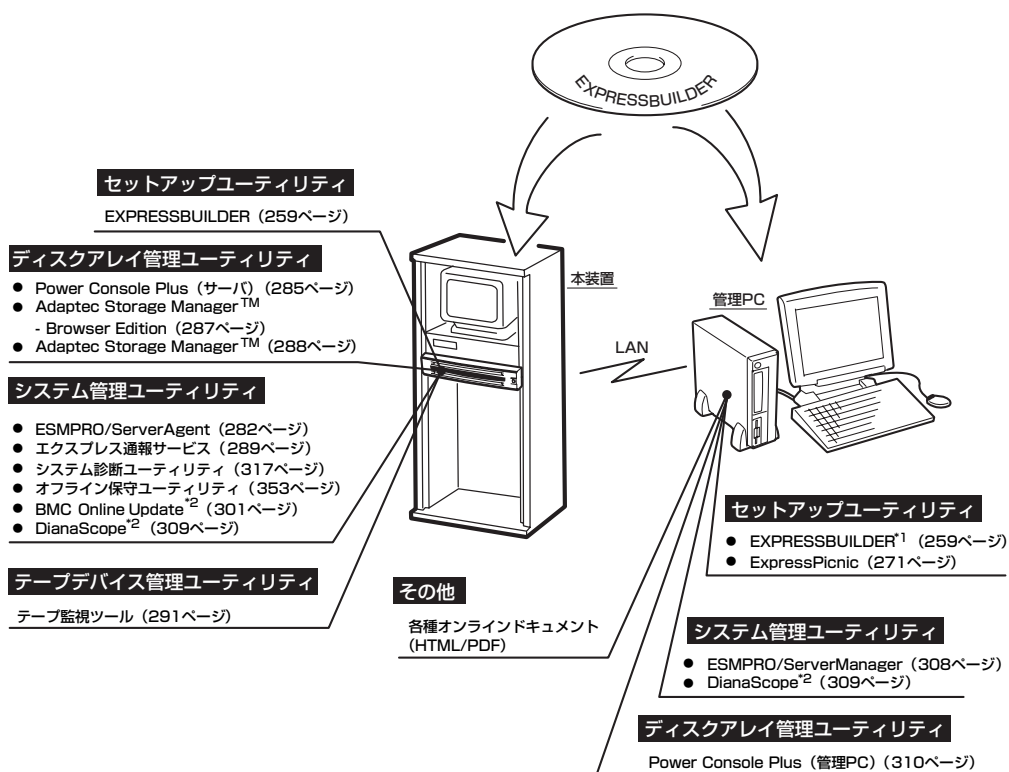 EXPRESSBUILDER
セットアップユーティリティ
EXPRESSBUILDER（259ページ）
ディスクアレイ管理ユーティリティ
● Power Console Plus（サーバ）（285ページ）
● Adaptec Storage Manager™
- Browser Edition（287ページ）
● Adaptec Storage Manager™（288ページ）
システム管理ユーティリティ
● ESMPRO/ServerAgent（282ページ）
● エクスプレス通報サービス（289ページ）
● システム診断ユーティリティ（317ページ）
● オフライン保守ユーティリティ（353ページ）
● BMC Online Update*2（301ページ）
● DianaScope*2（309ページ）
テープデバイス管理ユーティリティ
テープ監視ツール（291ページ）
本装置
LAN
管理PC
その他
各種オンラインドキュメント
（HTML/PDF）
セットアップユーティリティ
● EXPRESSBUILDER*1（259ページ）
● ExpressPicnic（271ページ）
システム管理ユーティリティ
● ESMPRO/ServerManager（308ページ）
● DianaScope*2（309ページ）
ディスクアレイ管理ユーティリティ
Power Console Plus（管理PC）（310ページ）